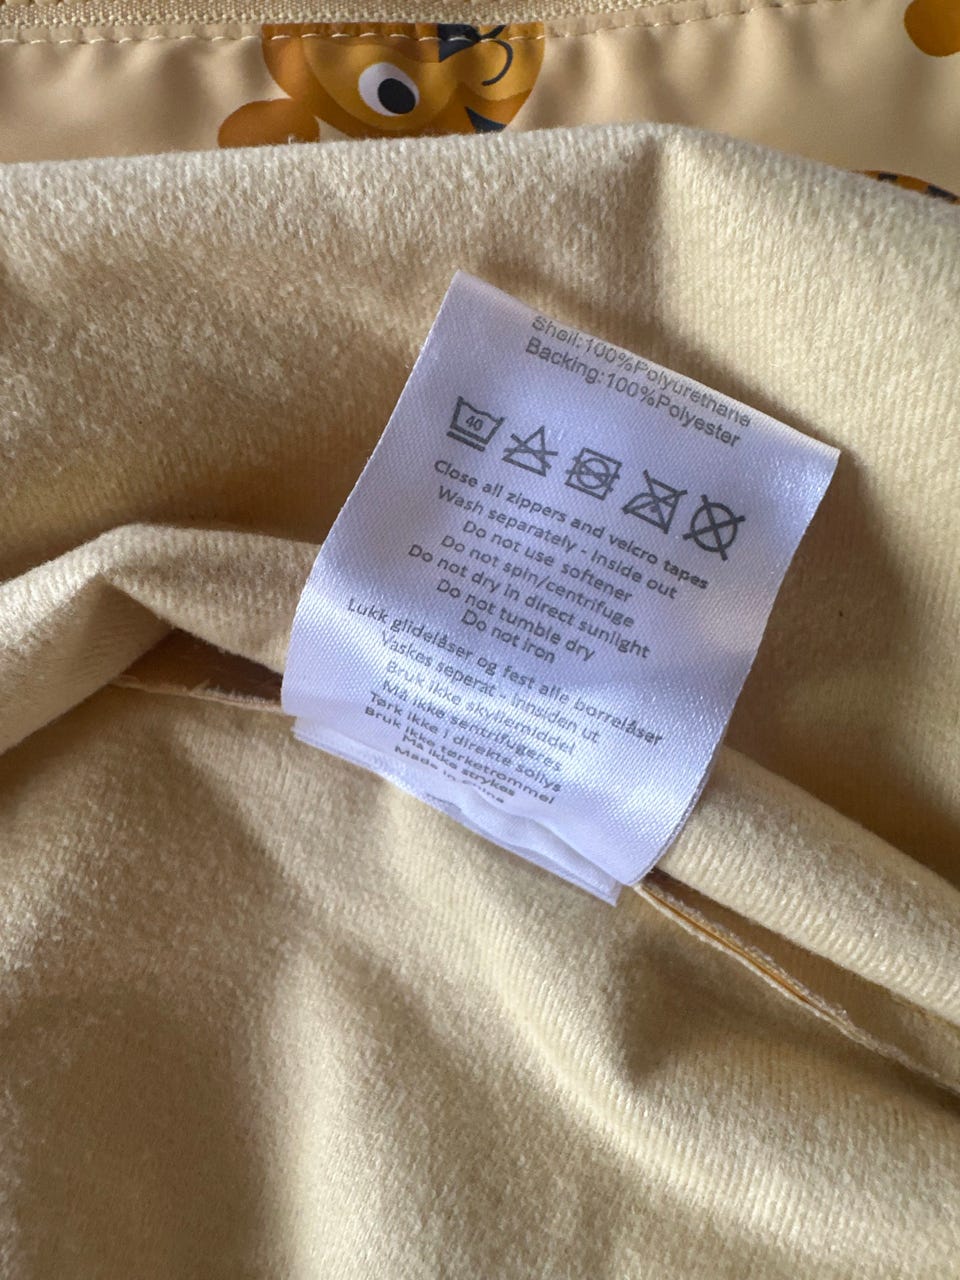 Shell:100%Polyurethane
Backing:100%Polyester
40
Close all zippers and velcro tapes
Wash separately - Inside out
Do not use softener
Do not spin/centrifuge
Do not dry in direct sunlight
Do not tumble dry
Do not iron
Lukk glidelåser og fest alle borrelåser
Vaskes seperat - Innsiden ut
Bruk ikke skyllemiddel
Må ikke sentrifugeres
Tørk ikke i direkte sollys
Bruk ikke tørketrommel
Må ikke strykes
Made in China